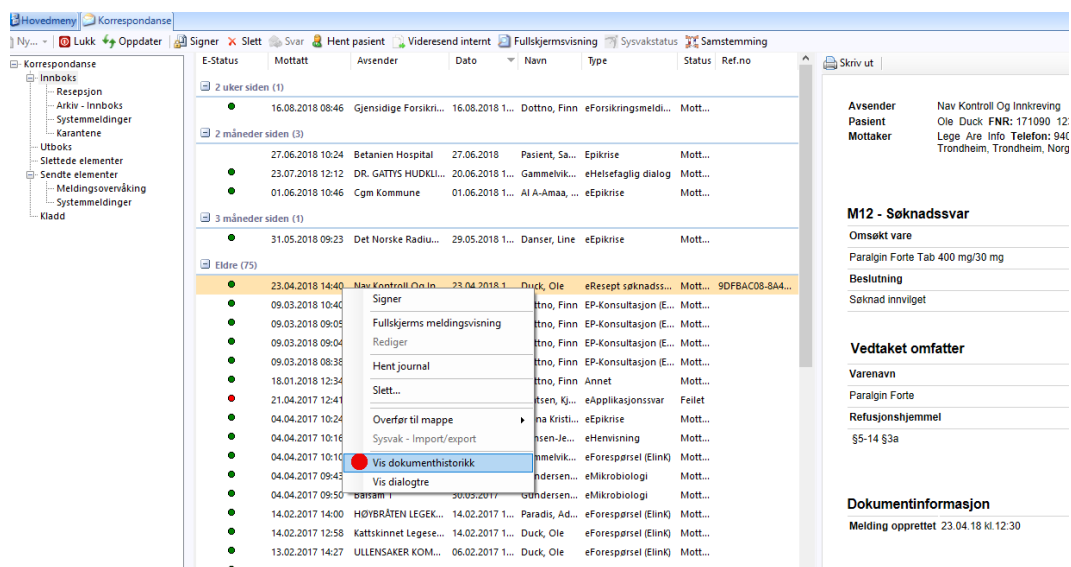 Hovedmeny Korrespondanse
Ny... Lukk Oppdater Signer Slett Svar Hent pasient Videresend internt Fullskjermsvisning Sysvakstatus Samstemming
Korrespondanse
Innboks
Resepsjon
Arkiv - Innboks
Systemmeldinger
Karantene
Utboks
Slettede elementer
Sendte elementer
Meldingsovervåking
Systemmeldinger
Kladd
E-Status Mottatt Avsender Dato Navn Type Status Ref.no
2 uker siden (1)
16.08.2018 08:46 Gjensidige Forsikri... 16.08.2018 1... Dottno, Finn eForsikringsmeldi... Mott...
2 måneder siden (3)
27.06.2018 10:24 Betanien Hospital 27.06.2018 Pasient, Sa... Epikrise Mott...
23.07.2018 12:12 DR. GATTYS HUDKLI... 20.06.2018 1... Gammelvik... eHelsefaglig dialog Mott...
01.06.2018 10:46 Cgm Kommune 01.06.2018 1... Al A-Amaa, ... eEpikrise Mott...
3 måneder siden (1)
31.05.2018 09:23 Det Norske Radiu... 29.05.2018 1... Danser, Line eEpikrise Mott...
Eldre (75)
23.04.2018 14:40 Nav Kontroll Og In... 23.04.2018 1... Duck, Ole eResept søknadss... Mott... 9DFBAC08-8A4...
09.03.2018 10:40 ttno, Finn EP-Konsultasjon (E... Mott...
09.03.2018 09:05 ttno, Finn EP-Konsultasjon (E... Mott...
09.03.2018 09:04 ttno, Finn EP-Konsultasjon (E... Mott...
09.03.2018 08:38 ttno, Finn EP-Konsultasjon (E... Mott...
18.01.2018 12:34 ttno, Finn Annet Mott...
21.04.2017 12:41 tsen, Kj... eApplikasjonssvar Feilet
04.04.2017 10:24 na Kristi... eEpikrise Mott...
04.04.2017 10:16 nsen-Je... eHenvisning Mott...
04.04.2017 10:10 mmelvik... eForespørsel (Elink) Mott...
04.04.2017 09:43 ndersen... eMikrobiologi Mott...
04.04.2017 09:50 Balsam 1 30.03.2017 Gundersen... eMikrobiologi Mott...
14.02.2017 14:00 HØYBRÅTEN LEGEK... 14.02.2017 1... Paradis, Ad... eForespørsel (Elink) Mott...
14.02.2017 12:58 Kattskinnet Legese... 14.02.2017 1... Duck, Ole eForespørsel (Elink) Mott...
13.02.2017 14:27 ULLENSAKER KOM... 06.02.2017 1... Duck, Ole eForespørsel (Elink) Mott...
Signer
Fullskjerms meldingsvisning
Rediger
Hent journal
Slett...
Overfør til mappe
Sysvak - Import/export
Vis dokumenthistorikk
Vis dialogtre
Skriv ut
Avsender Nav Kontroll Og Innkreving
Pasient Ole Duck FNR: 171090 123
Mottaker Lege Are Info Telefon: 940
Trondheim, Trondheim, Norg
M12 - Søknadssvar
Omsøkt vare
Paralgin Forte Tab 400 mg/30 mg
Beslutning
Søknad innvilget
Vedtaket omfatter
Varenavn
Paralgin Forte
Refusjonshjemmel
§5-14 §3a
Dokumentinformasjon
Melding opprettet 23.04.18 kl.12:30